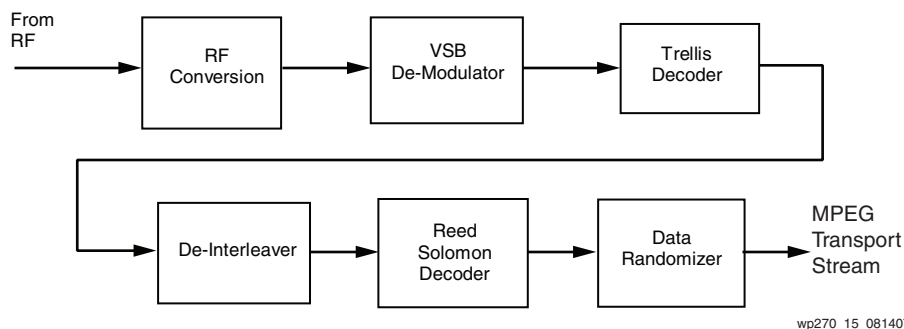 From
RF
RF
Conversion
VSB
De-Modulator
Trellis
Decoder
De-Interleaver
Reed
Solomon
Decoder
Data
Randomizer
MPEG
Transport
Stream